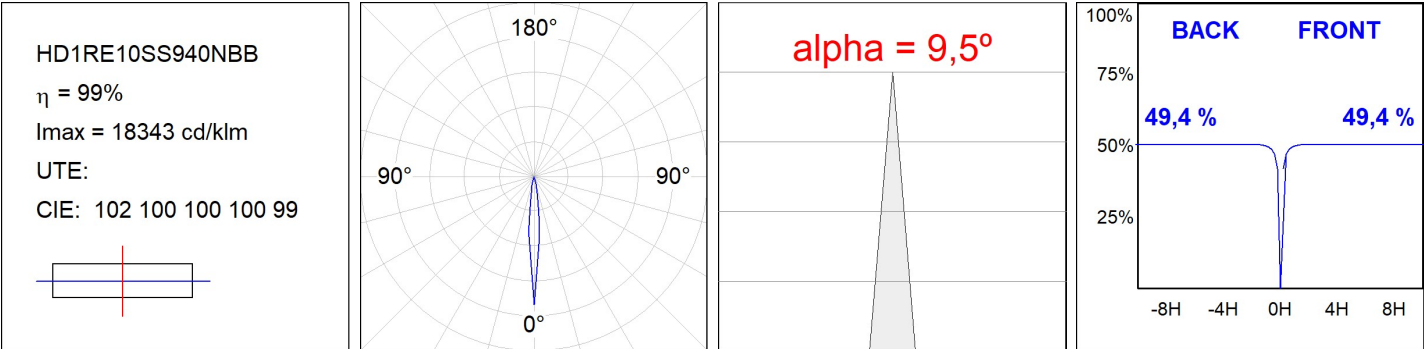 HD1RE10SS940NBB
η = 99%
Imax = 18343 cd/klm
UTE:
CIE: 102 100 100 100 99
180°
90° 90°
0°
alpha = 9,5º
100%
BACK FRONT
75%
49,4 % 49,4 %
50%
25%
-8H -4H 0H 4H 8H